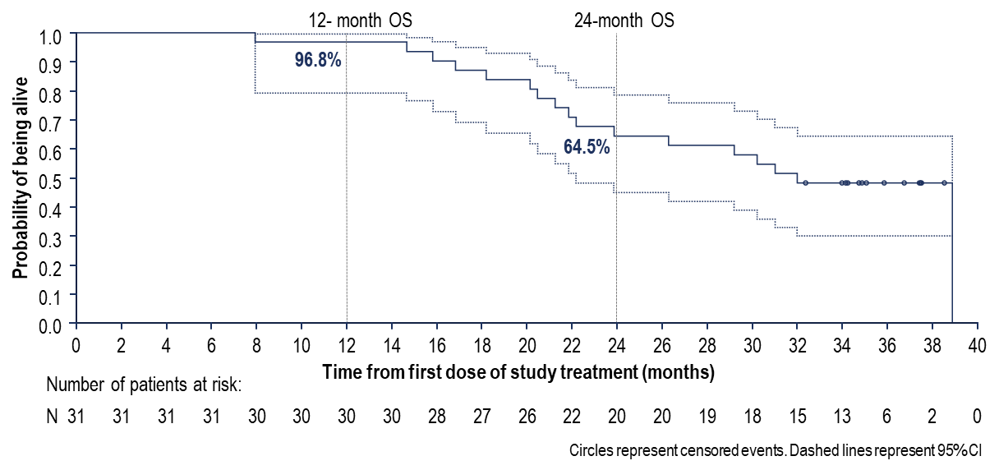 12- month OS 24-month OS
1.0
0.9
0.8
0.7
0.6
0.5
0.4
0.3
0.2
0.1
0.0
Probability of being alive
96.8%
64.5%
0 2 4 6 8 10 12 14 16 18 20 22 24 26 28 30 32 34 36 38 40
Time from first dose of study treatment (months)
Number of patients at risk:
N 31 31 31 31 30 30 30 30 28 27 26 22 20 20 19 18 15 13 6 2 0
Circles represent censored events. Dashed lines represent 95% CI